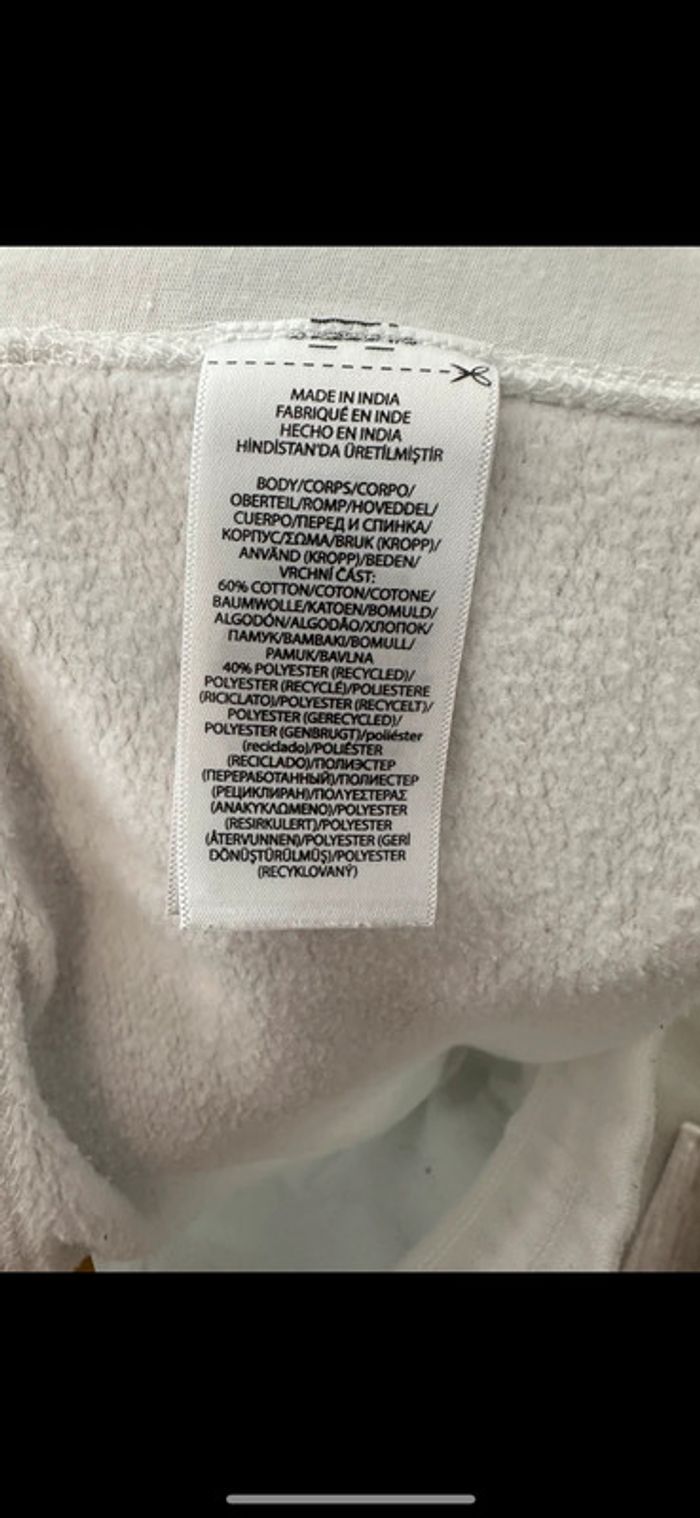 MADE IN INDIA
FABRIQUÉ EN INDE
HECHO EN INDIA
HİNDİSTAN'DA ÜRETİLMİŞTİR
BODY/CORPS/CORPO/
OBERTEIL/ROMP/HOVEDDEL/
CUERPO/ПЕРЕД И СПИНКА/
КОРПУС/ΣΩΜΑ/BRUK (KROPP)/
ANVÄND (KROPP)/BEDEN/
VRCHNÍ ČÁST:
60% COTTON/COTON/COTONE/
BAUMWOLLE/KATOEN/BOMULD/
ALGODÓN/ALGODÃO/ХЛОПОК/
ПАМУК/ΒΑΜΒΑΚΙ/BOMULL/
PAMUK/BAVLNA
40% POLYESTER (RECYCLED)/
POLYESTER (RECYCLÉ)/POLIESTERE
(RICICLATO)/POLYESTER (RECYCELT)/
POLYESTER (GERECYCLED)/
POLYESTER (GENBRUGT)/poliéster
(reciclado)/POLIÉSTER
(RECICLADO)/ПОЛИЭСТЕР
(ПЕРЕРАБОТАННЫЙ)/ПОЛИЕСТЕР
(РЕЦИКЛИРАН)/ΠΟΛΥΕΣΤΕΡΑΣ
(ΑΝΑΚΥΚΛΩΜΕΝΟ)/POLYESTER
(RESIRKULERT)/POLYESTER
(ÅTERVUNNEN)/POLYESTER (GERİ
DÖNÜŞTÜRÜLMÜŞ)/POLYESTER
(RECYKLOVANÝ)